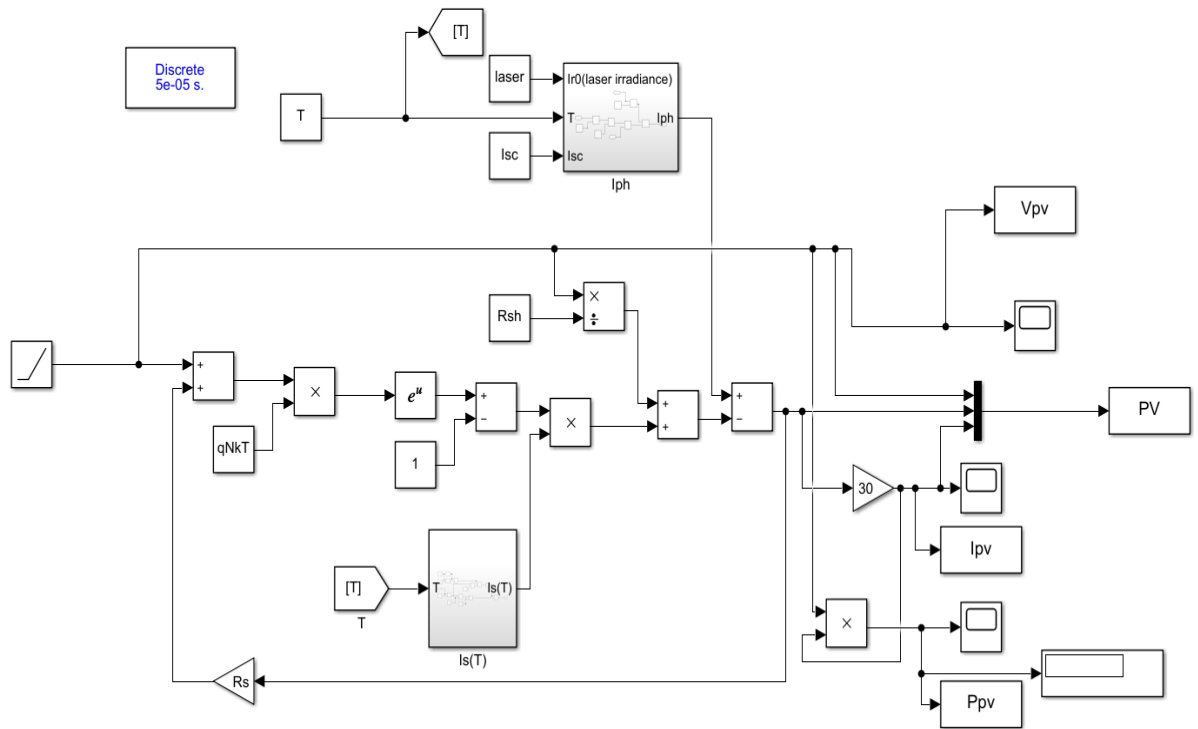 [T]
Discrete
5e-05 s.
laser
Ir0(laser irradiance)
T
T
Iph
Isc
Isc
Iph
Vpv
×
÷
Rsh
+
+
×
e^u
+
−
+
+
+
−
PV
×
qNkT
1
30
Ipv
[T]
T
Is(T)
T
×
Is(T)
Rs
Ppv